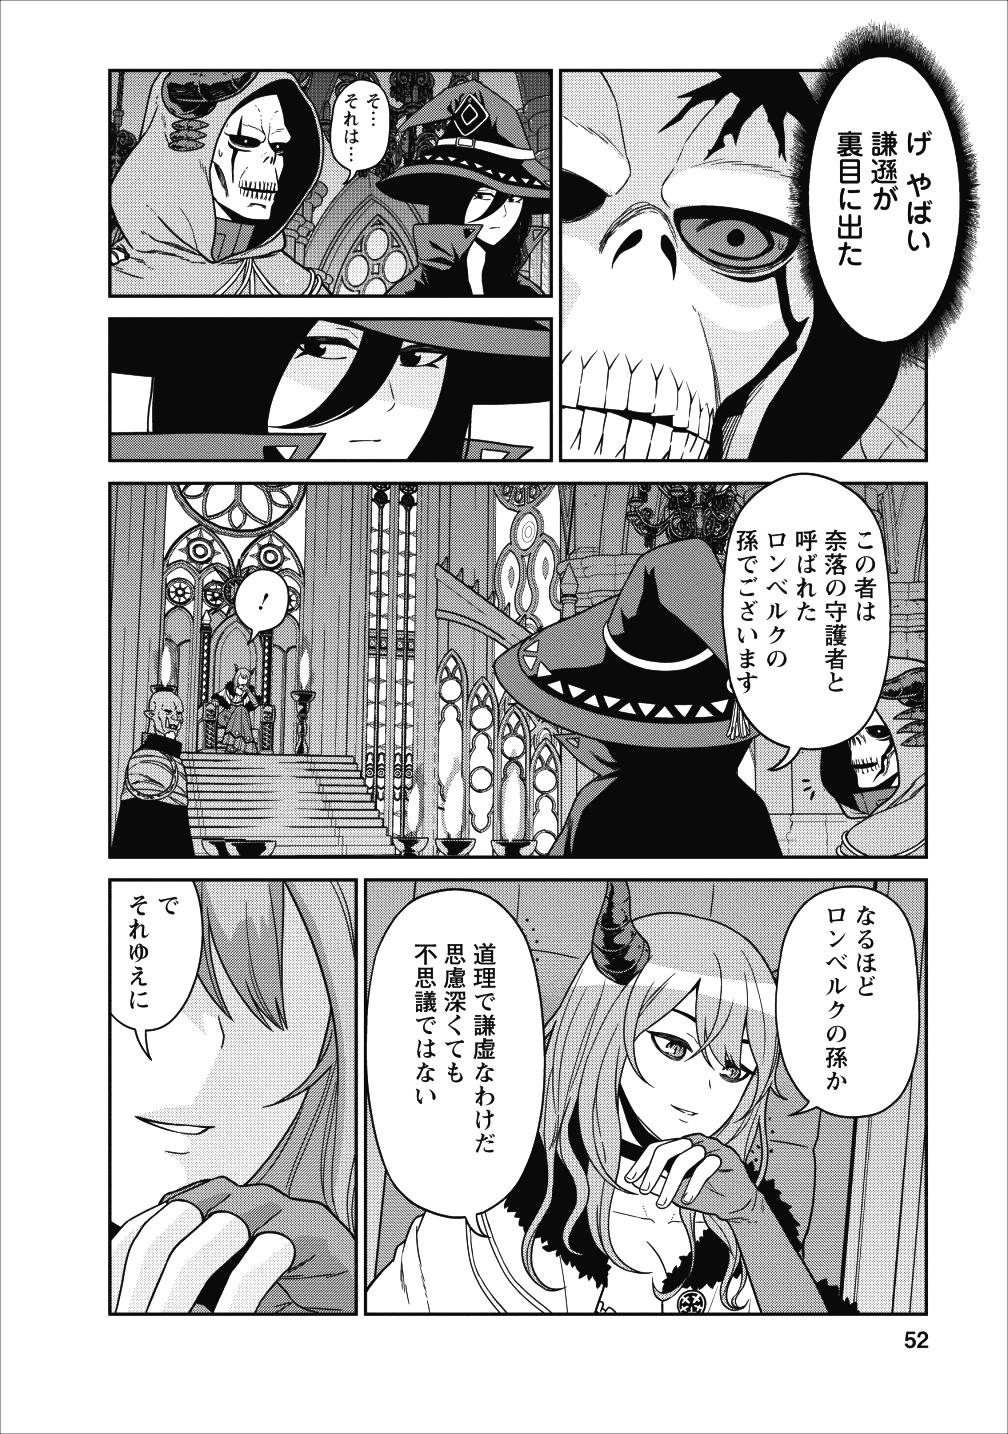 げ やばい
謙遜が
裏目に出た
そ…
それは…
この者は
奈落の守護者と
呼ばれた
ロンベルクの
孫でございます
！
なるほど
ロンベルクの孫か
道理で謙虚なわけだ
思慮深くても
不思議ではない
で
それゆえに
52